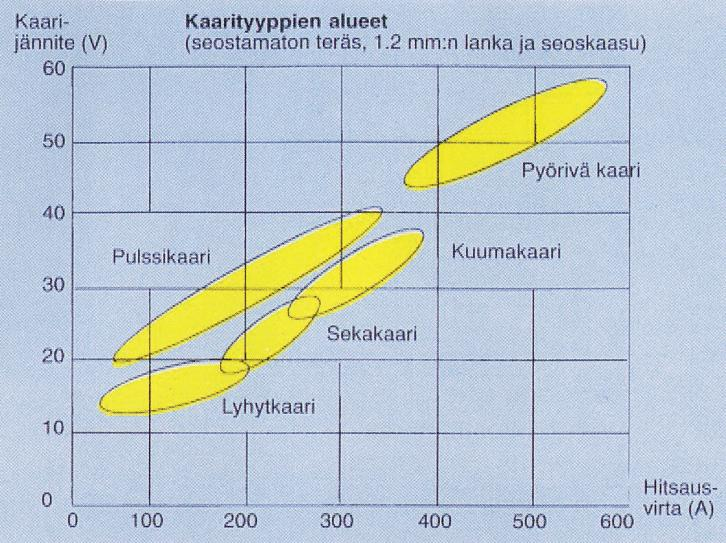 Kaari-
jännite (V)
Kaarityyppien alueet
(seostamaton teräs, 1.2 mm:n lanka ja seoskaasu)
60
50
Pyörivä kaari
40
Pulssikaari
Kuumakaari
30
Sekakaari
20
Lyhytkaari
10
0
Hitsaus-
virta (A)
0 100 200 300 400 500 600